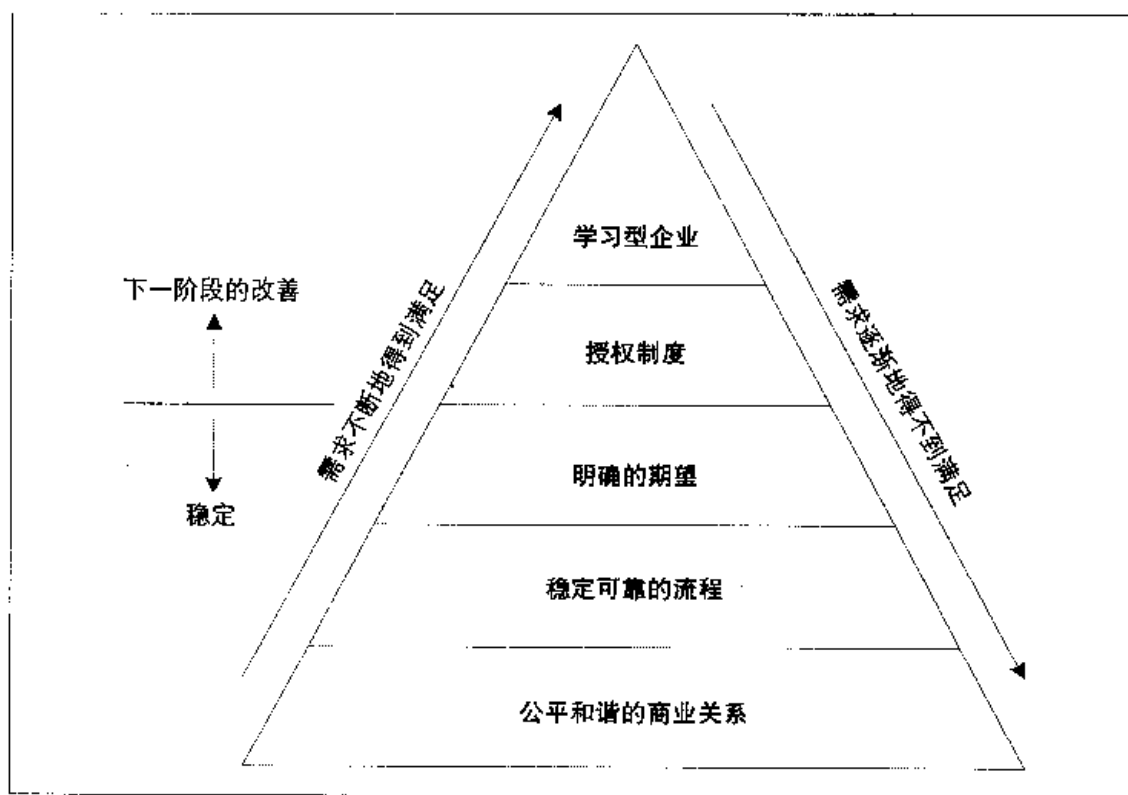 学习型企业
下一阶段的改善
需求不断地得到满足
需求逐渐地得不到满足
授权制度
明确的期望
稳定
稳定可靠的流程
公平和谐的商业关系